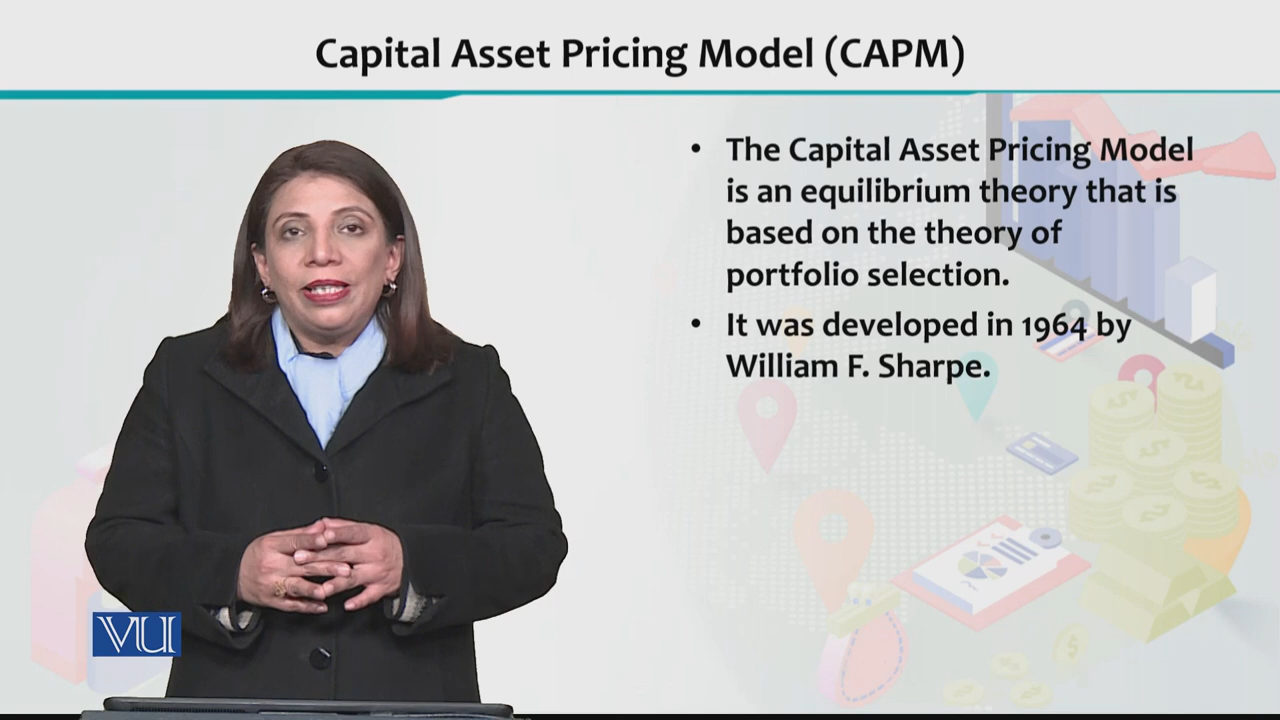 Capital Asset Pricing Model (CAPM)
• The Capital Asset Pricing Model
is an equilibrium theory that is
based on the theory of
portfolio selection.
• It was developed in 1964 by
William F. Sharpe.
VU